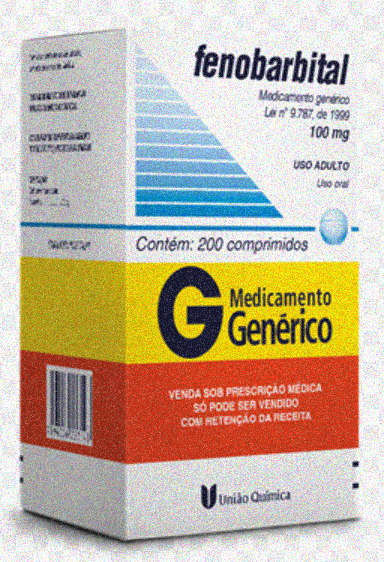 fenobarbital
Medicamento genérico
Lei n° 9.787, de 1999
100 mg
USO ADULTO
Uso oral
Contém: 200 comprimidos
G Medicamento
Genérico
VENDA SOB PRESCRIÇÃO MÉDICA
SÓ PODE SER VENDIDO
COM RETENÇÃO DA RECEITA
União Química